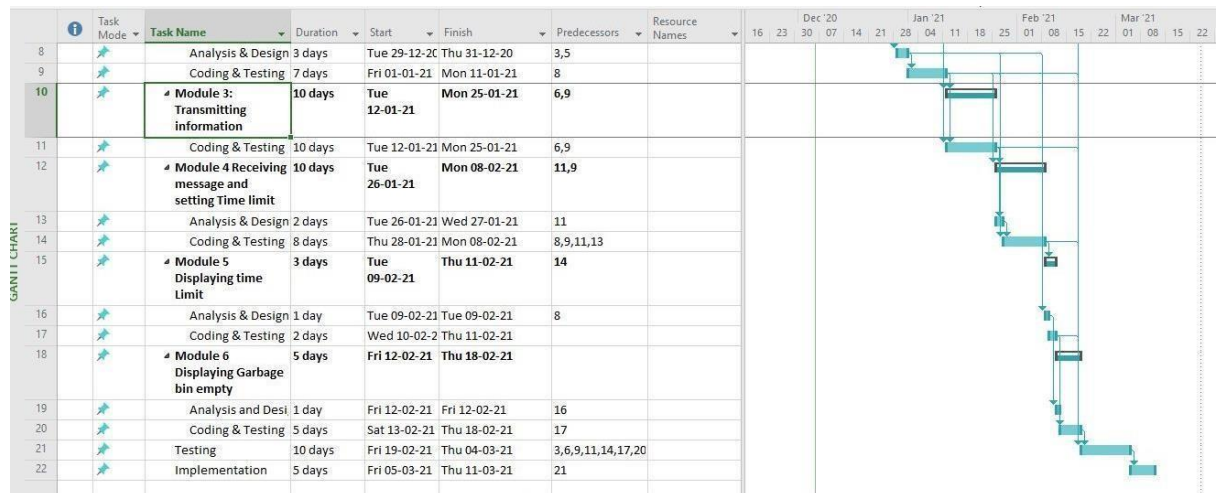 Task Mode Task Name Duration Start Finish Predecessors Resource Names
Dec '20 Jan '21 Feb '21 Mar '21
16 23 30 07 14 21 28 04 11 18 25 01 08 15 22 01 08 15 22
GANTT CHART
8 Analysis & Design 3 days Tue 29-12-20 Thu 31-12-20 3,5
9 Coding & Testing 7 days Fri 01-01-21 Mon 11-01-21 8
10 Module 3: Transmitting information 10 days Tue 12-01-21 Mon 25-01-21 6,9
11 Coding & Testing 10 days Tue 12-01-21 Mon 25-01-21 6,9
12 Module 4 Receiving message and setting Time limit 10 days Tue 26-01-21 Mon 08-02-21 11,9
13 Analysis & Design 2 days Tue 26-01-21 Wed 27-01-21 11
14 Coding & Testing 8 days Thu 28-01-21 Mon 08-02-21 8,9,11,13
15 Module 5 Displaying time Limit 3 days Tue 09-02-21 Thu 11-02-21 14
16 Analysis & Design 1 day Tue 09-02-21 Tue 09-02-21 8
17 Coding & Testing 2 days Wed 10-02-2 Thu 11-02-21
18 Module 6 Displaying Garbage bin empty 5 days Fri 12-02-21 Thu 18-02-21
19 Analysis and Desi 1 day Fri 12-02-21 Fri 12-02-21 16
20 Coding & Testing 5 days Sat 13-02-21 Thu 18-02-21 17
21 Testing 10 days Fri 19-02-21 Thu 04-03-21 3,6,9,11,14,17,20
22 Implementation 5 days Fri 05-03-21 Thu 11-03-21 21